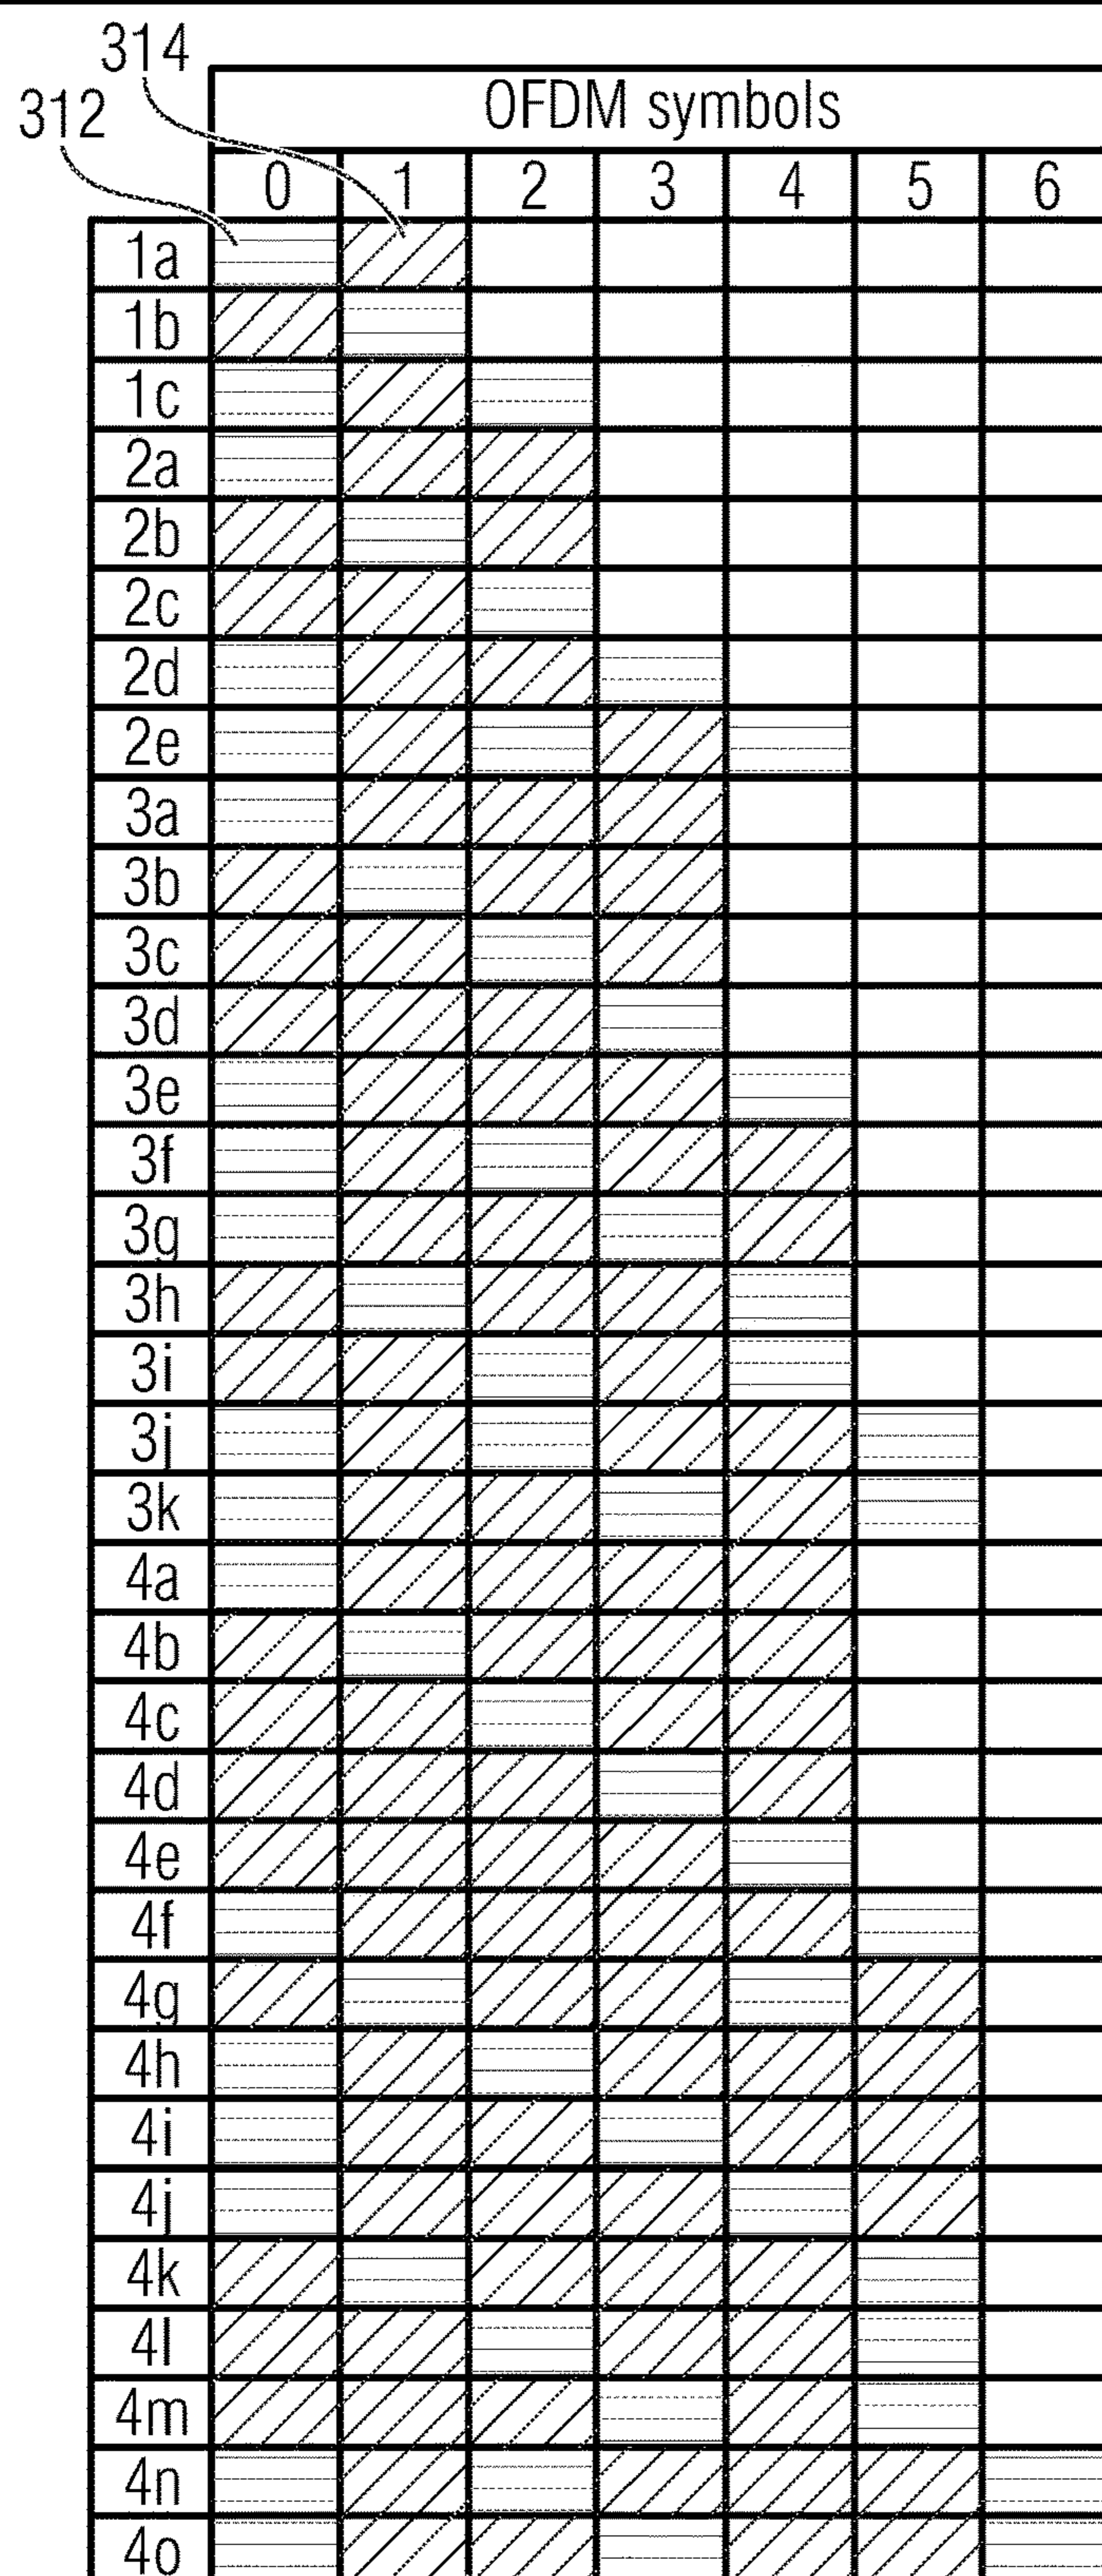 314
312
OFDM symbols
0 1 2 3 4 5 6
1a
1b
1c
2a
2b
2c
2d
2e
3a
3b
3c
3d
3e
3f
3g
3h
3i
3j
3k
4a
4b
4c
4d
4e
4f
4g
4h
4i
4j
4k
4l
4m
4n
4o